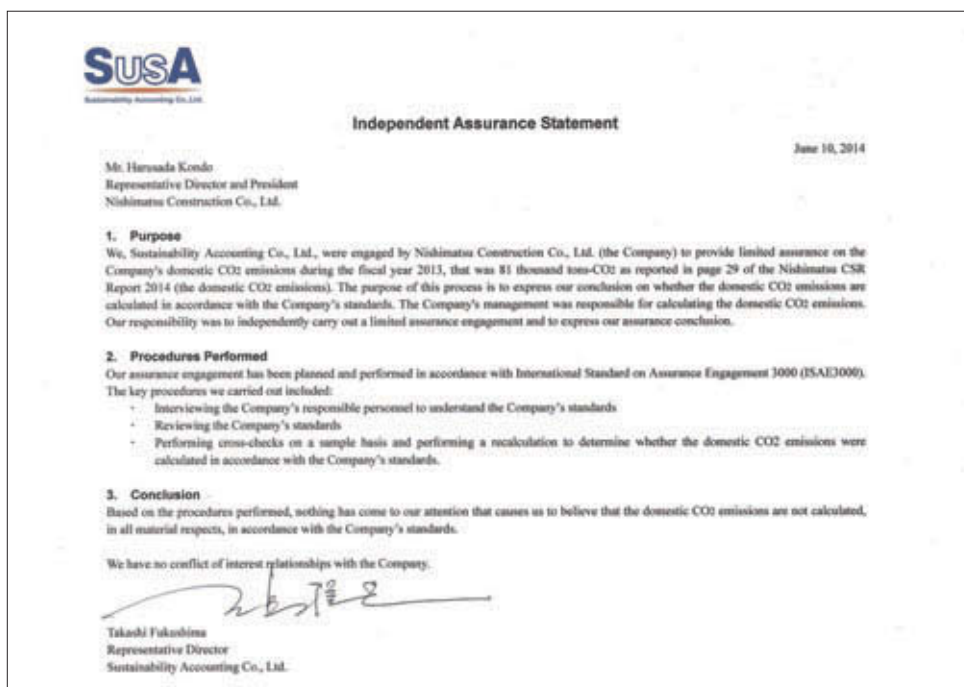 SUSA
Sustainability Accounting Co., Ltd.
Independent Assurance Statement
June 10, 2014
Mr. Harusada Kondo
Representative Director and President
Nishimatsu Construction Co., Ltd.
1. Purpose
We, Sustainability Accounting Co., Ltd., were engaged by Nishimatsu Construction Co., Ltd. (the Company) to provide limited assurance on the
Company's domestic CO2 emissions during the fiscal year 2013, that was 81 thousand tons-CO2 as reported in page 29 of the Nishimatsu CSR
Report 2014 (the domestic CO2 emissions). The purpose of this process is to express our conclusion on whether the domestic CO2 emissions are
calculated in accordance with the Company's standards. The Company's management was responsible for calculating the domestic CO2 emissions.
Our responsibility was to independently carry out a limited assurance engagement and to express our assurance conclusion.
2. Procedures Performed
Our assurance engagement has been planned and performed in accordance with International Standard on Assurance Engagement 3000 (ISAE3000).
The key procedures we carried out included:
· Interviewing the Company's responsible personnel to understand the Company's standards
· Reviewing the Company's standards
· Performing cross-checks on a sample basis and performing a recalculation to determine whether the domestic CO2 emissions were
calculated in accordance with the Company's standards.
3. Conclusion
Based on the procedures performed, nothing has come to our attention that causes us to believe that the domestic CO2 emissions are not calculated,
in all material respects, in accordance with the Company's standards.
We have no conflict of interest relationships with the Company.
Takashi Fukushima
Representative Director
Sustainability Accounting Co., Ltd.